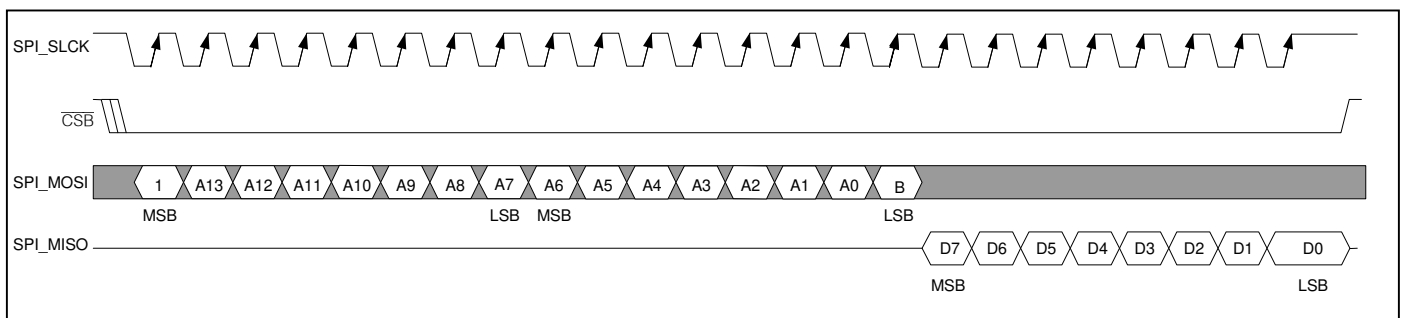 SPI_SLCK
CSB
SPI_MOSI 1 A13 A12 A11 A10 A9 A8 A7 A6 A5 A4 A3 A2 A1 A0 B
MSB LSB MSB LSB
SPI_MISO D7 D6 D5 D4 D3 D2 D1 D0
MSB LSB